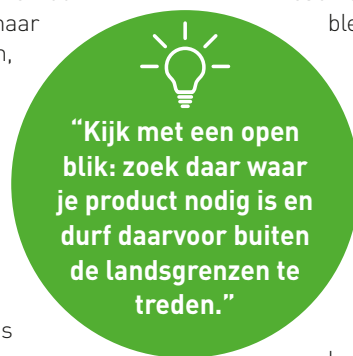 naar
“Kijk met een open
blik: zoek daar waar
je product nodig is en
durf daarvoor buiten
de landsgrenzen te
treden.”